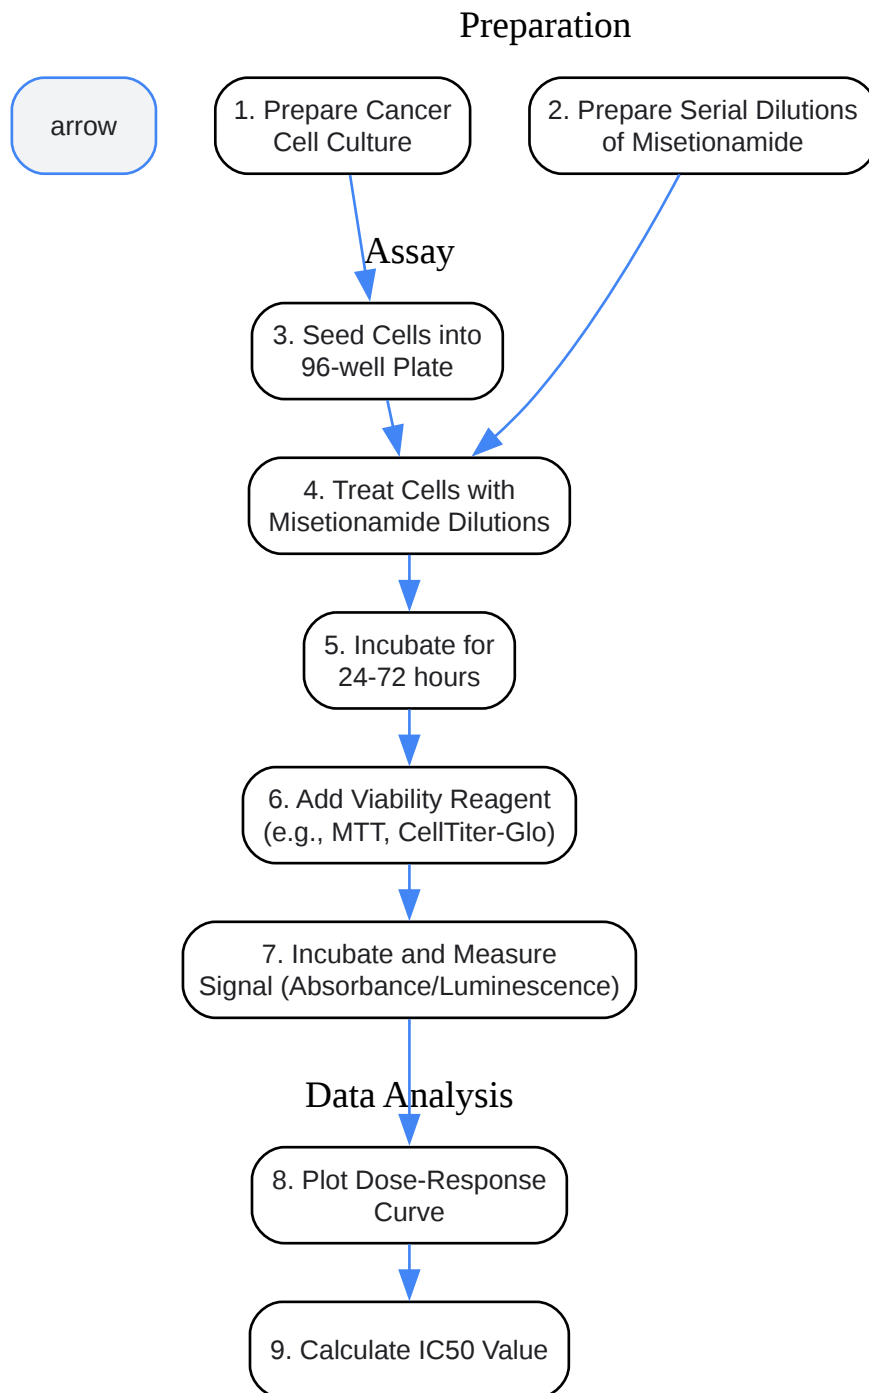 Preparation
arrow
1. Prepare Cancer
Cell Culture
2. Prepare Serial Dilutions
of Misetionamide
Assay
3. Seed Cells into
96-well Plate
4. Treat Cells with
Misetionamide Dilutions
5. Incubate for
24-72 hours
6. Add Viability Reagent
(e.g., MTT, CellTiter-Glo)
7. Incubate and Measure
Signal (Absorbance/Luminescence)
Data Analysis
8. Plot Dose-Response
Curve
9. Calculate IC50 Value